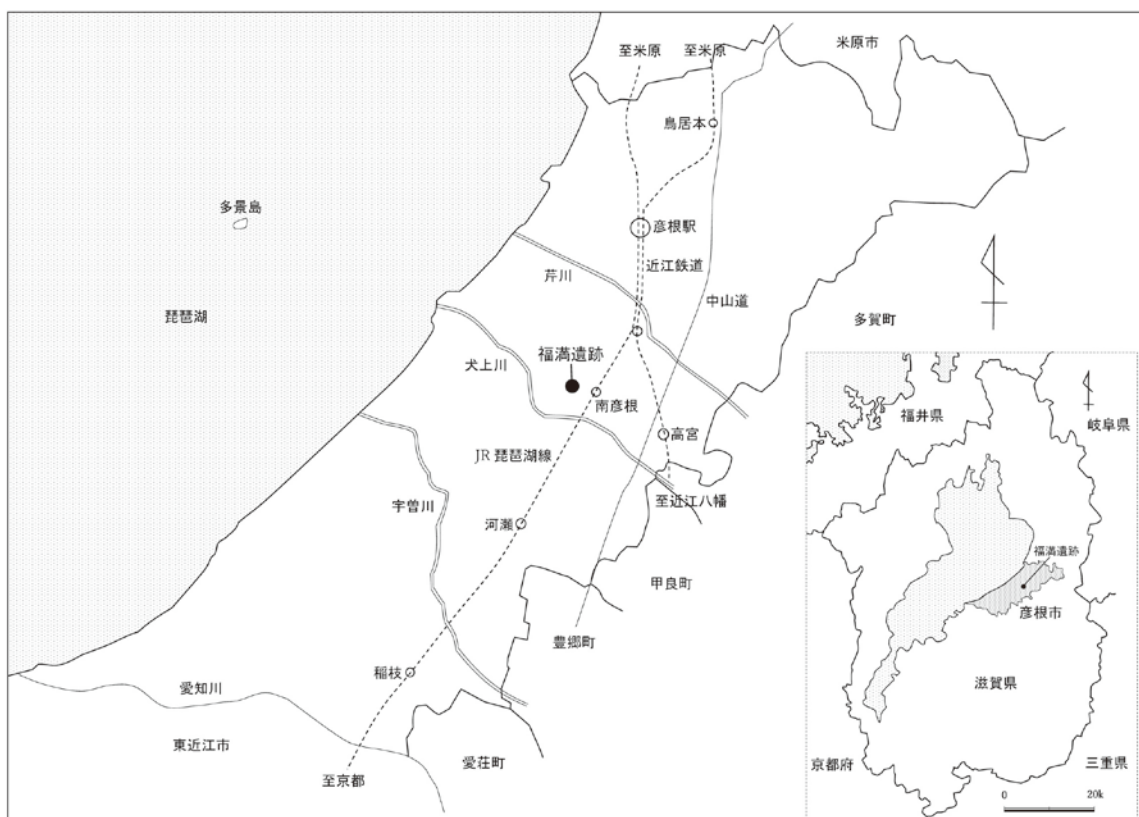 至米原
至米原
米原市
鳥居本
多景島
彦根駅
近江鉄道
芹川
中山道
琵琶湖
多賀町
福満遺跡
犬上川
南彦根
高宮
JR 琵琶湖線
至近江八幡
宇曽川
河瀬
甲良町
豊郷町
稲枝
愛知川
東近江市
愛荘町
至京都
福井県
岐阜県
福満遺跡
彦根市
滋賀県
京都府
三重県
0
20k